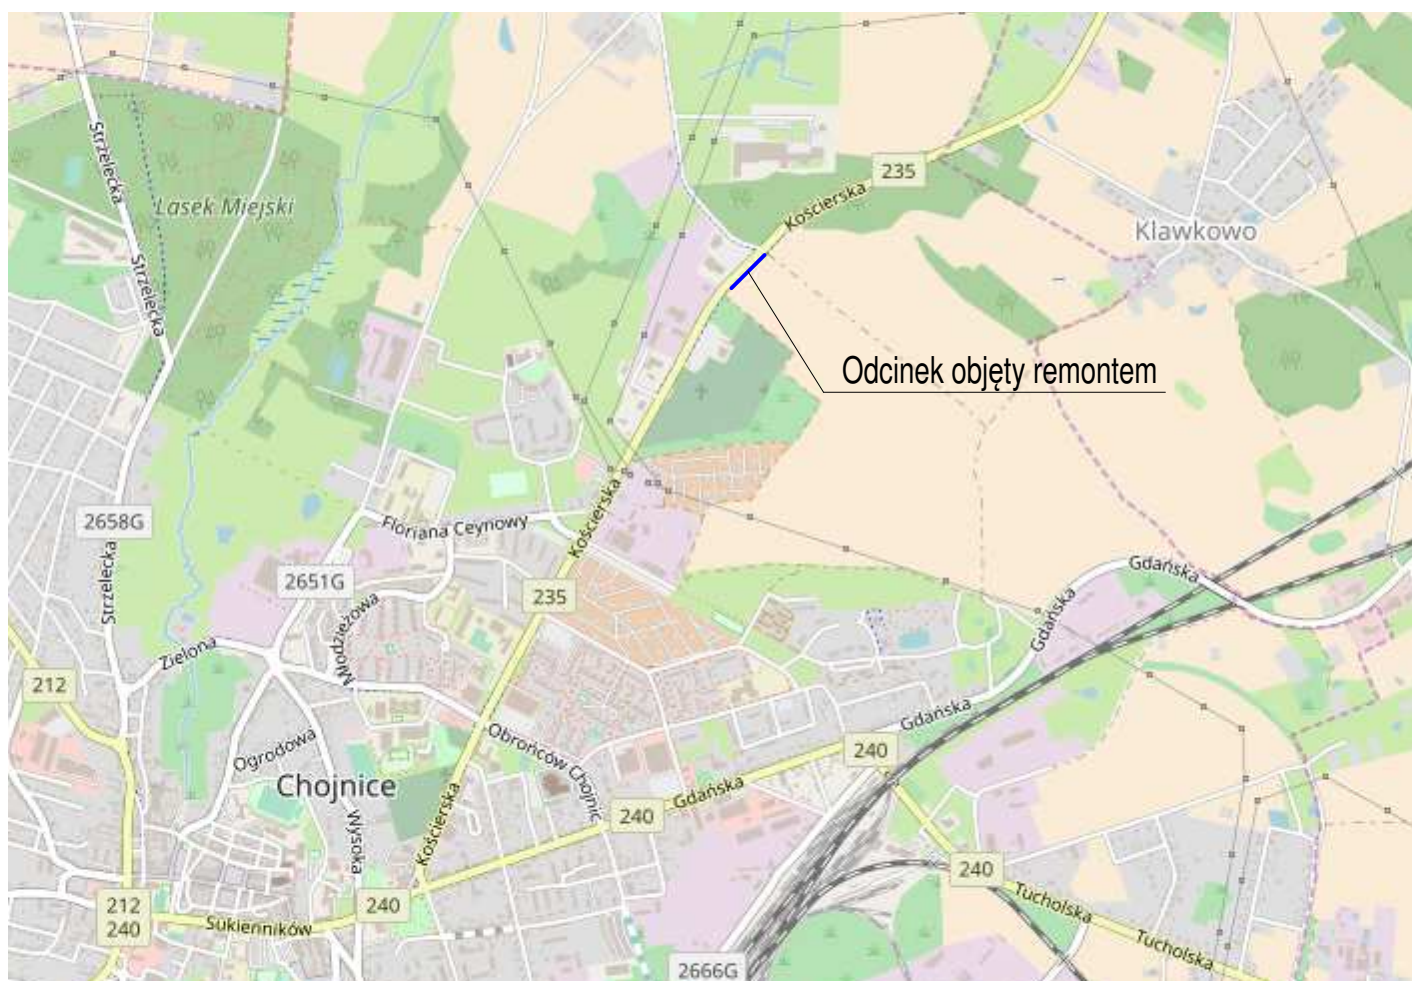 Strzelecka
Lasek Miejski
Strzelecka
235
Kościerska
Klawkowo
Odcinek objęty remontem
2658G
Floriana Ceynowy
Kościerska
Strzelecka
2651G
235
Gdańska
Młodzieżowa
Gdańska
Zielona
212
Gdańska
Obrońców Chojnic
240
Ogrodowa
Chojnice
Gdańska
240
Kościerska
Wysoka
240
Tucholska
212
240
240
Sukienników
Tucholska
2666G